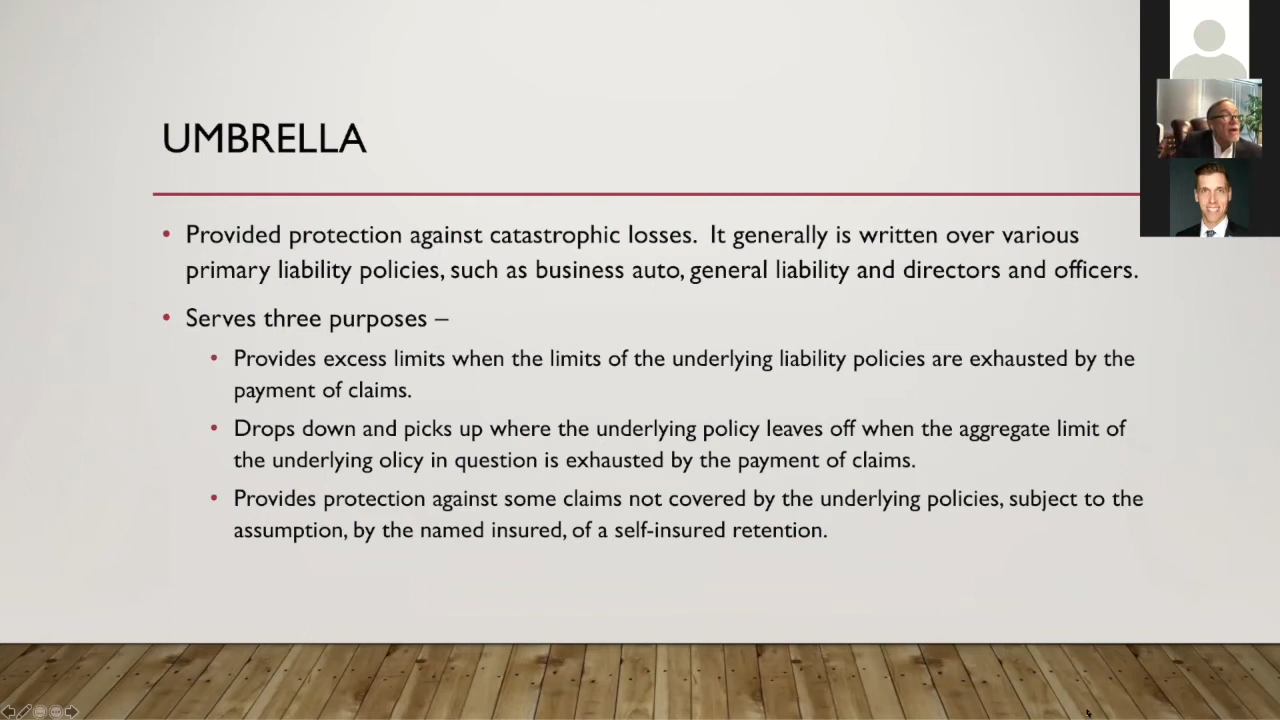 UMBRELLA
Provided protection against catastrophic losses.  It generally is written over various
primary liability policies, such as business auto, general liability and directors and officers.
Serves three purposes –
Provides excess limits when the limits of the underlying liability policies are exhausted by the
payment of claims.
Drops down and picks up where the underlying policy leaves off when the aggregate limit of
the underlying olicy in question is exhausted by the payment of claims.
Provides protection against some claims not covered by the underlying policies, subject to the
assumption, by the named insured, of a self-insured retention.